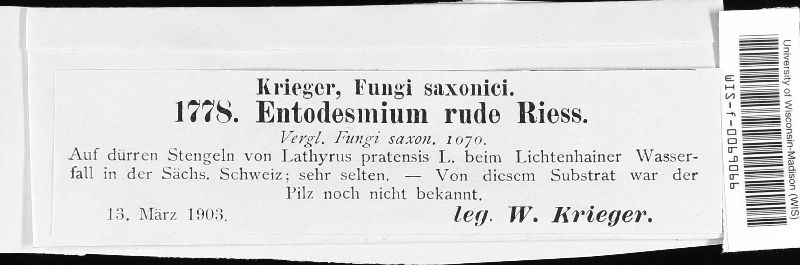 Krieger, Fungi saxonici.
1778. Entodesmium rude Riess.
Vergl. Fungi saxon. 1070.
Auf dürren Stengeln von Lathyrus pratensis L. beim Lichtenhainer Wasser-
fall in der Sächs. Schweiz; sehr selten. — Von diesem Substrat war der
Pilz noch nicht bekannt.
13. März 1903.
leg. W. Krieger.
WIS-f-0069066
University of Wisconsin-Madison (WIS)